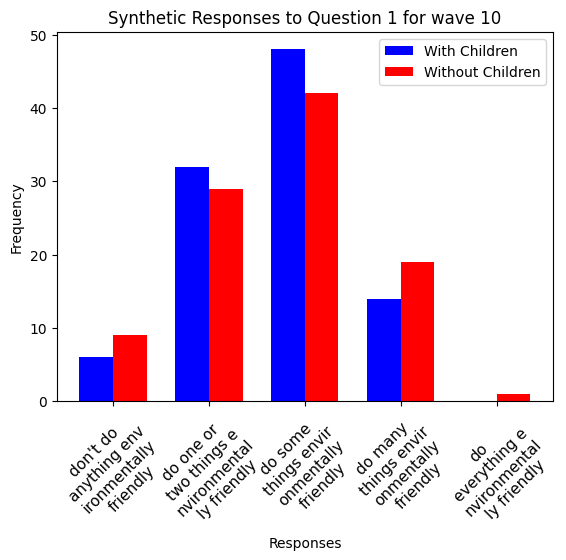 Synthetic Responses to Question 1 for wave 10
With Children
Without Children
Frequency
50
40
30
20
10
0
don't do
anything env
ironmentally
friendly
do one or
two things e
nvironmental
ly friendly
do some
things envir
onmentally
friendly
do many
things envir
onmentally
friendly
do
everything e
nvironmental
ly friendly
Responses